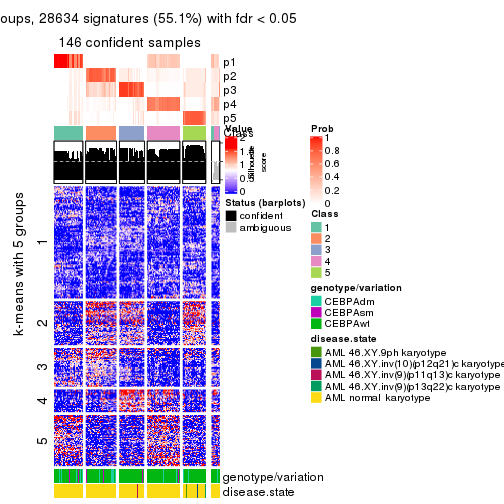 oups, 28634 signatures (55.1%) with fdr < 0.05
146 confident samples
p1
p2
p3
p4
p5
Class
Silhouette
score
k-means with 5 groups
1
2
3
4
5
genotype/variation
disease.state
Value
2
0
Status (barplots)
confident
ambiguous
Prob
1
0.8
0.6
0.4
0.2
0
Class
1
2
3
4
5
genotype/variation
CEBPAdm
CEBPAsm
CEBPAwt
disease.state
AML 46.XY.9ph karyotype
AML 46.XY.inv(10)(p12q21)c karyotype
AML 46.XY.inv(9)(p11q13)c karyotype
AML 46.XY.inv(9)(p13q22)c karyotype
AML normal karyotype